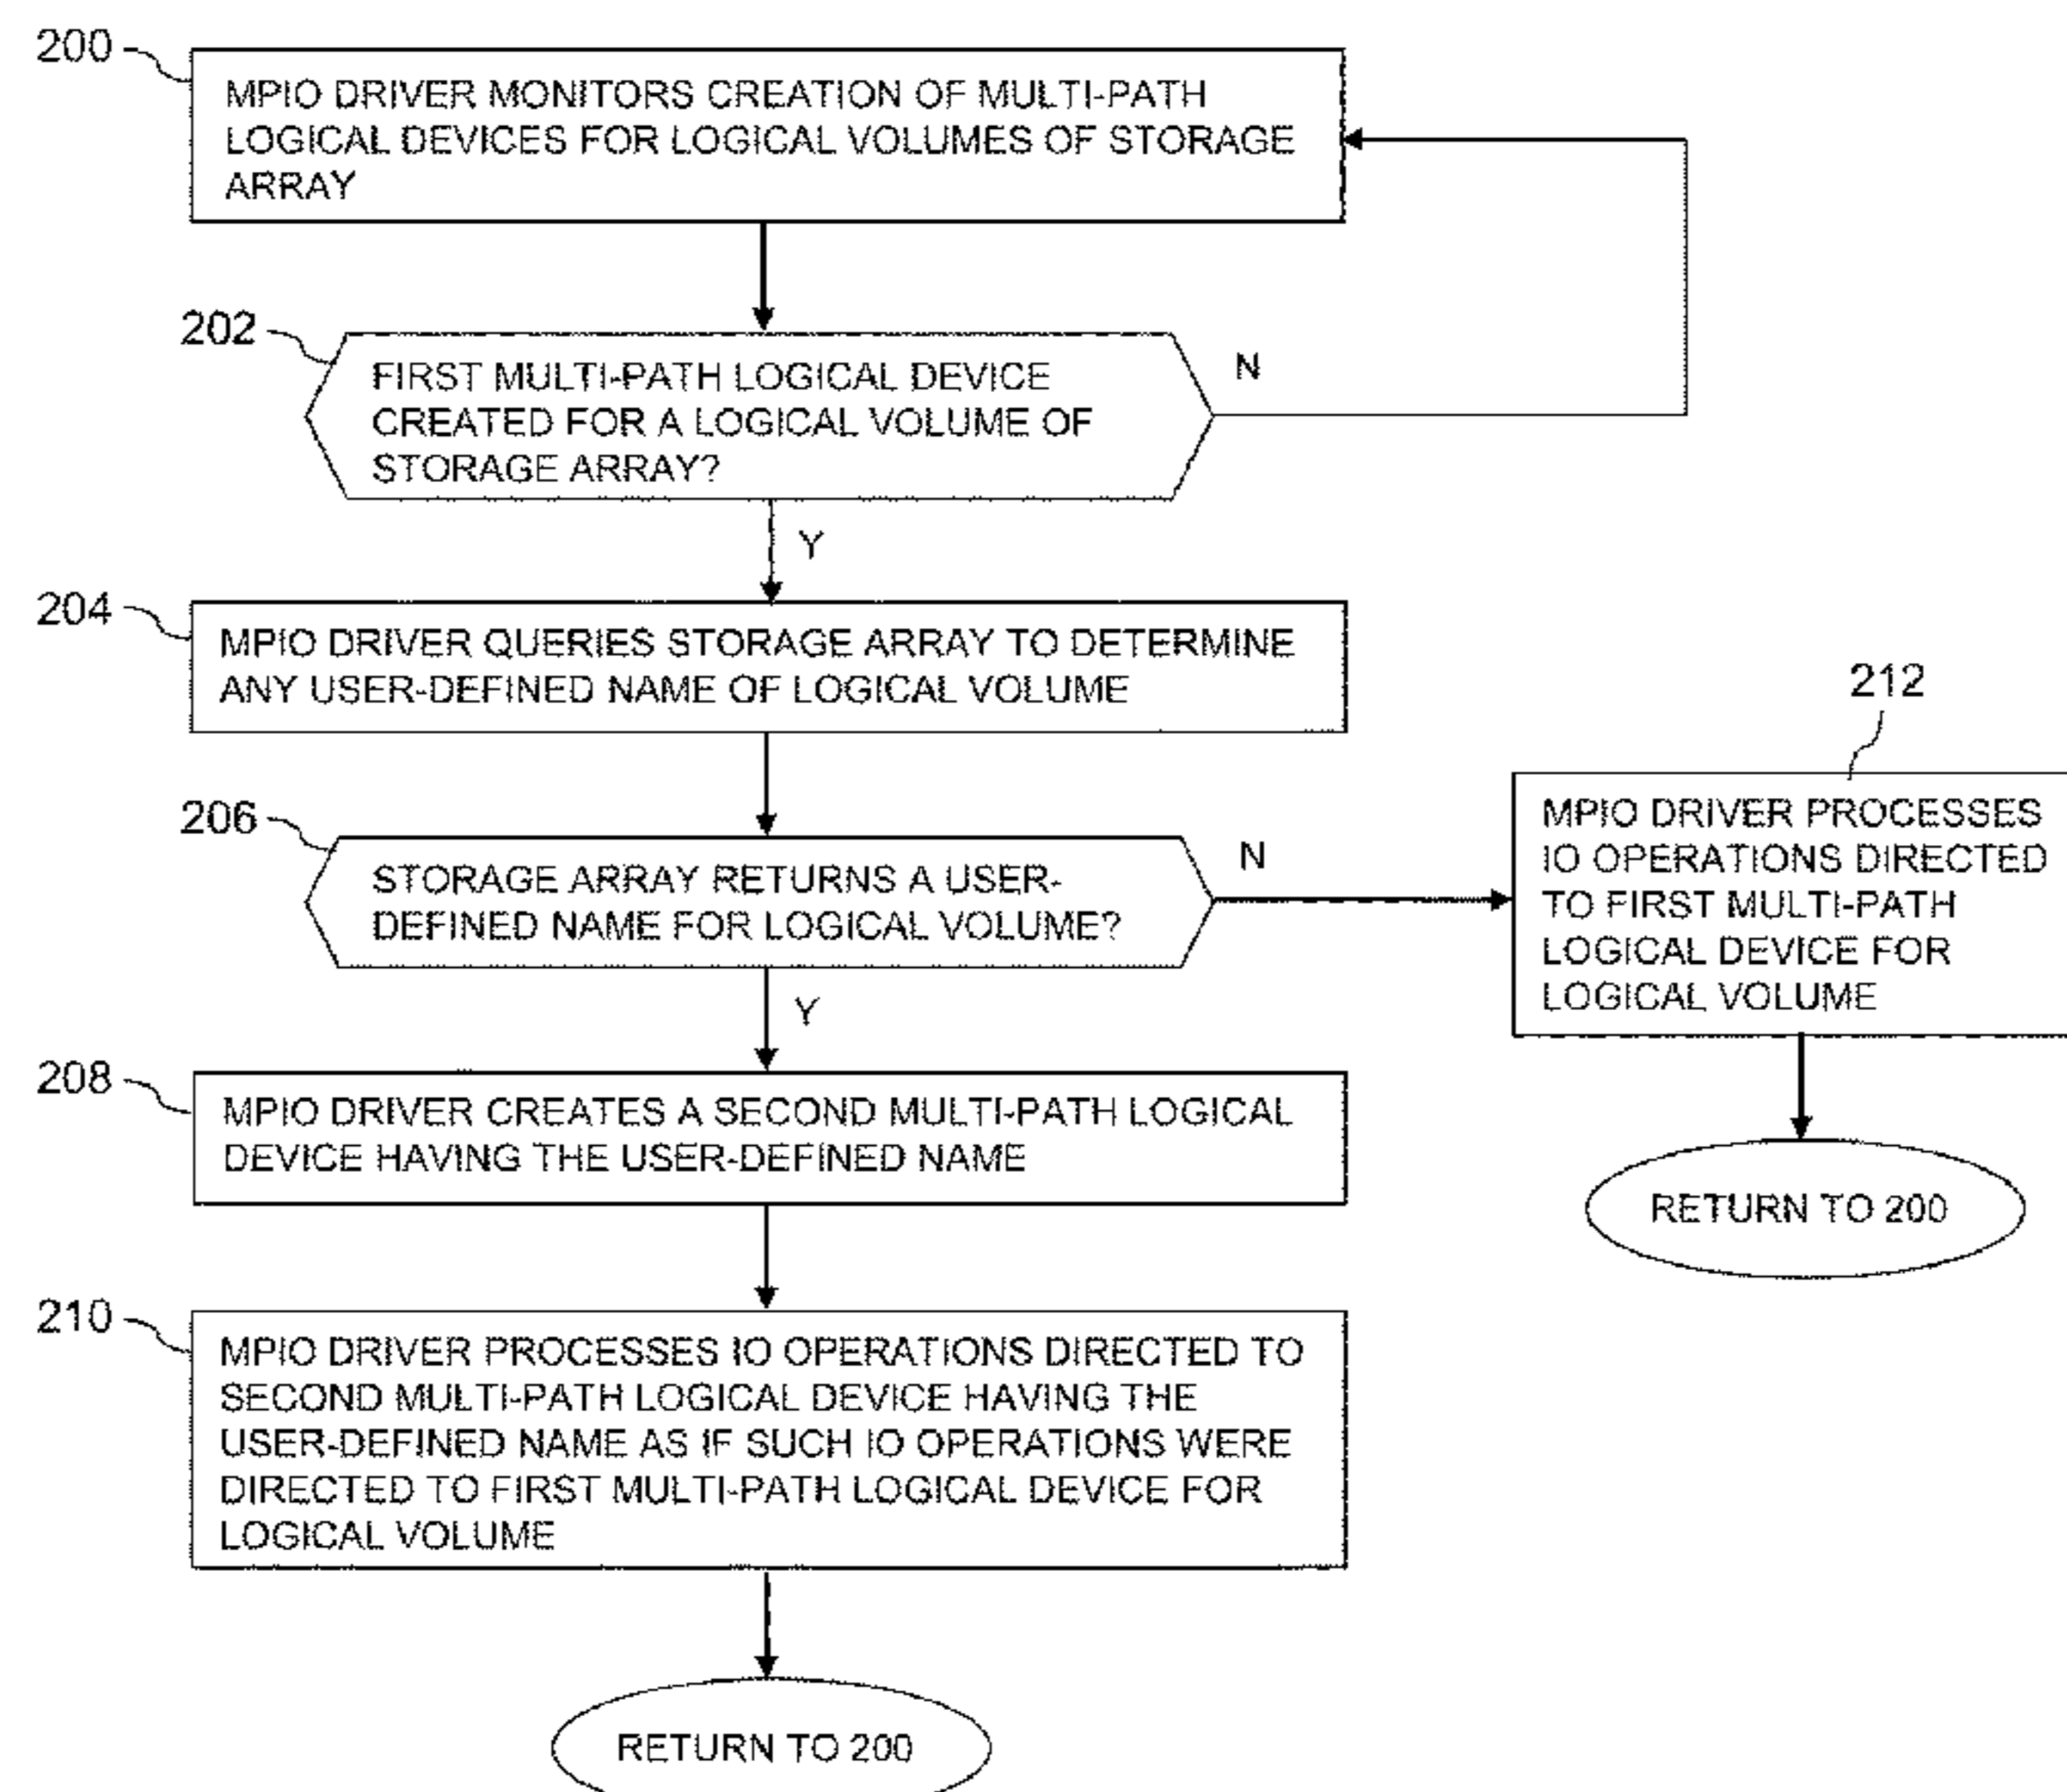 200
MPIO DRIVER MONITORS CREATION OF MULTI-PATH
LOGICAL DEVICES FOR LOGICAL VOLUMES OF STORAGE
ARRAY
202
FIRST MULTI-PATH LOGICAL DEVICE
CREATED FOR A LOGICAL VOLUME OF
STORAGE ARRAY?
N
Y
204
MPIO DRIVER QUERIES STORAGE ARRAY TO DETERMINE
ANY USER-DEFINED NAME OF LOGICAL VOLUME
206
STORAGE ARRAY RETURNS A USER-
DEFINED NAME FOR LOGICAL VOLUME?
N
Y
212
MPIO DRIVER PROCESSES
IO OPERATIONS DIRECTED
TO FIRST MULTI-PATH
LOGICAL DEVICE FOR
LOGICAL VOLUME
RETURN TO 200
208
MPIO DRIVER CREATES A SECOND MULTI-PATH LOGICAL
DEVICE HAVING THE USER-DEFINED NAME
210
MPIO DRIVER PROCESSES IO OPERATIONS DIRECTED TO
SECOND MULTI-PATH LOGICAL DEVICE HAVING THE
USER-DEFINED NAME AS IF SUCH IO OPERATIONS WERE
DIRECTED TO FIRST MULTI-PATH LOGICAL DEVICE FOR
LOGICAL VOLUME
RETURN TO 200